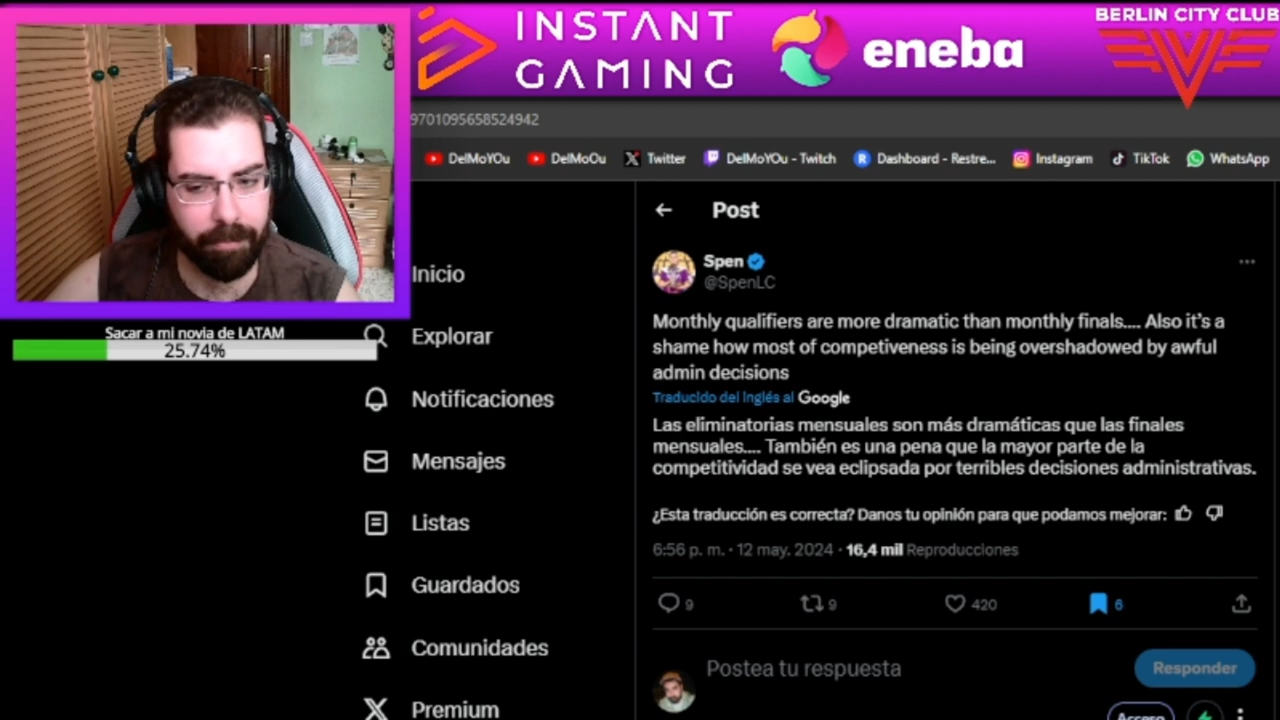 INSTANT
GAMING
eneba
BERLIN CITY CLUB
9701095658524942
DelMoYOu
DelMoOu
Twitter
DelMoYOu - Twitch
Dashboard - Restre...
Instagram
TikTok
WhatsApp
Sacar a mi novia de LATAM
25.74%
Inicio
Explorar
Notificaciones
Mensajes
Listas
Guardados
Comunidades
Premium
Post
Spen
@SpenLC
Monthly qualifiers are more dramatic than monthly finals.... Also it's a
shame how most of competiveness is being overshadowed by awful
admin decisions
Traducido del inglés al Google
Las eliminatorias mensuales son más dramáticas que las finales
mensuales.... También es una pena que la mayor parte de la
competitividad se vea eclipsada por terribles decisiones administrativas.
¿Esta traducción es correcta? Danos tu opinión para que podamos mejorar:
6:56 p. m. · 12 may. 2024 · 16,4 mil Reproducciones
9
9
420
6
Postea tu respuesta
Responder
Acceso